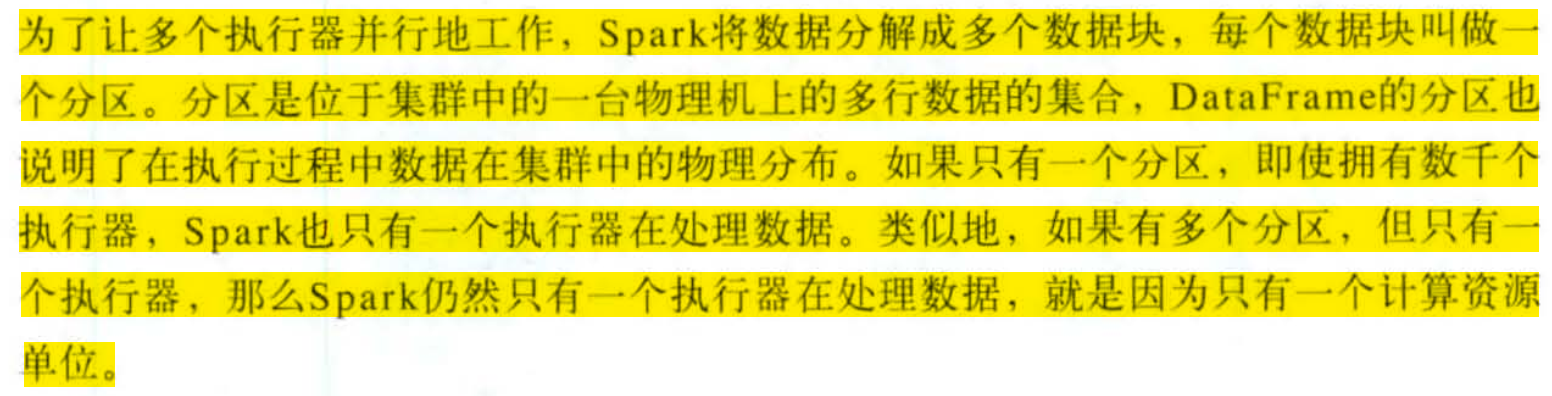 为了让多个执行器并行地工作，Spark将数据分解成多个数据块，每个数据块叫做一
个分区。分区是位于集群中的一台物理机上的多行数据的集合，DataFrame的分区也
说明了在执行过程中数据在集群中的物理分布。如果只有一个分区，即使拥有数千个
执行器，Spark也只有一个执行器在处理数据。类似地，如果有多个分区，但只有一
个执行器，那么Spark仍然只有一个执行器在处理数据，就是因为只有一个计算资源
单位。